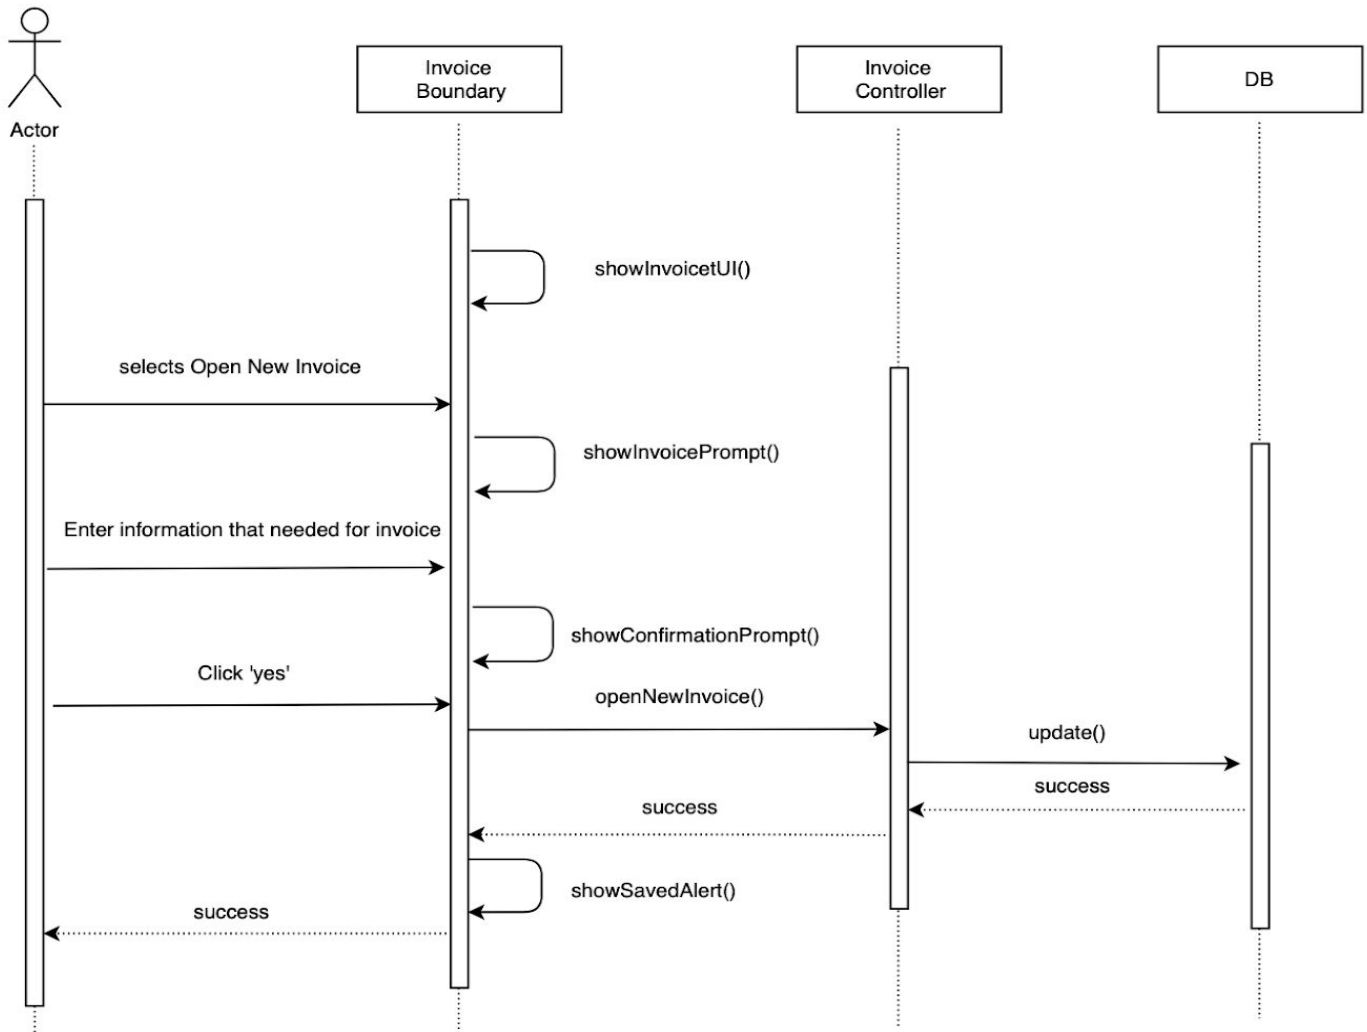 Invoice
Boundary
Invoice
Controller
DB
Actor
showInvoicetUI()
selects Open New Invoice
showInvoicePrompt()
Enter information that needed for invoice
showConfirmationPrompt()
Click 'yes'
openNewInvoice()
update()
success
success
showSavedAlert()
success